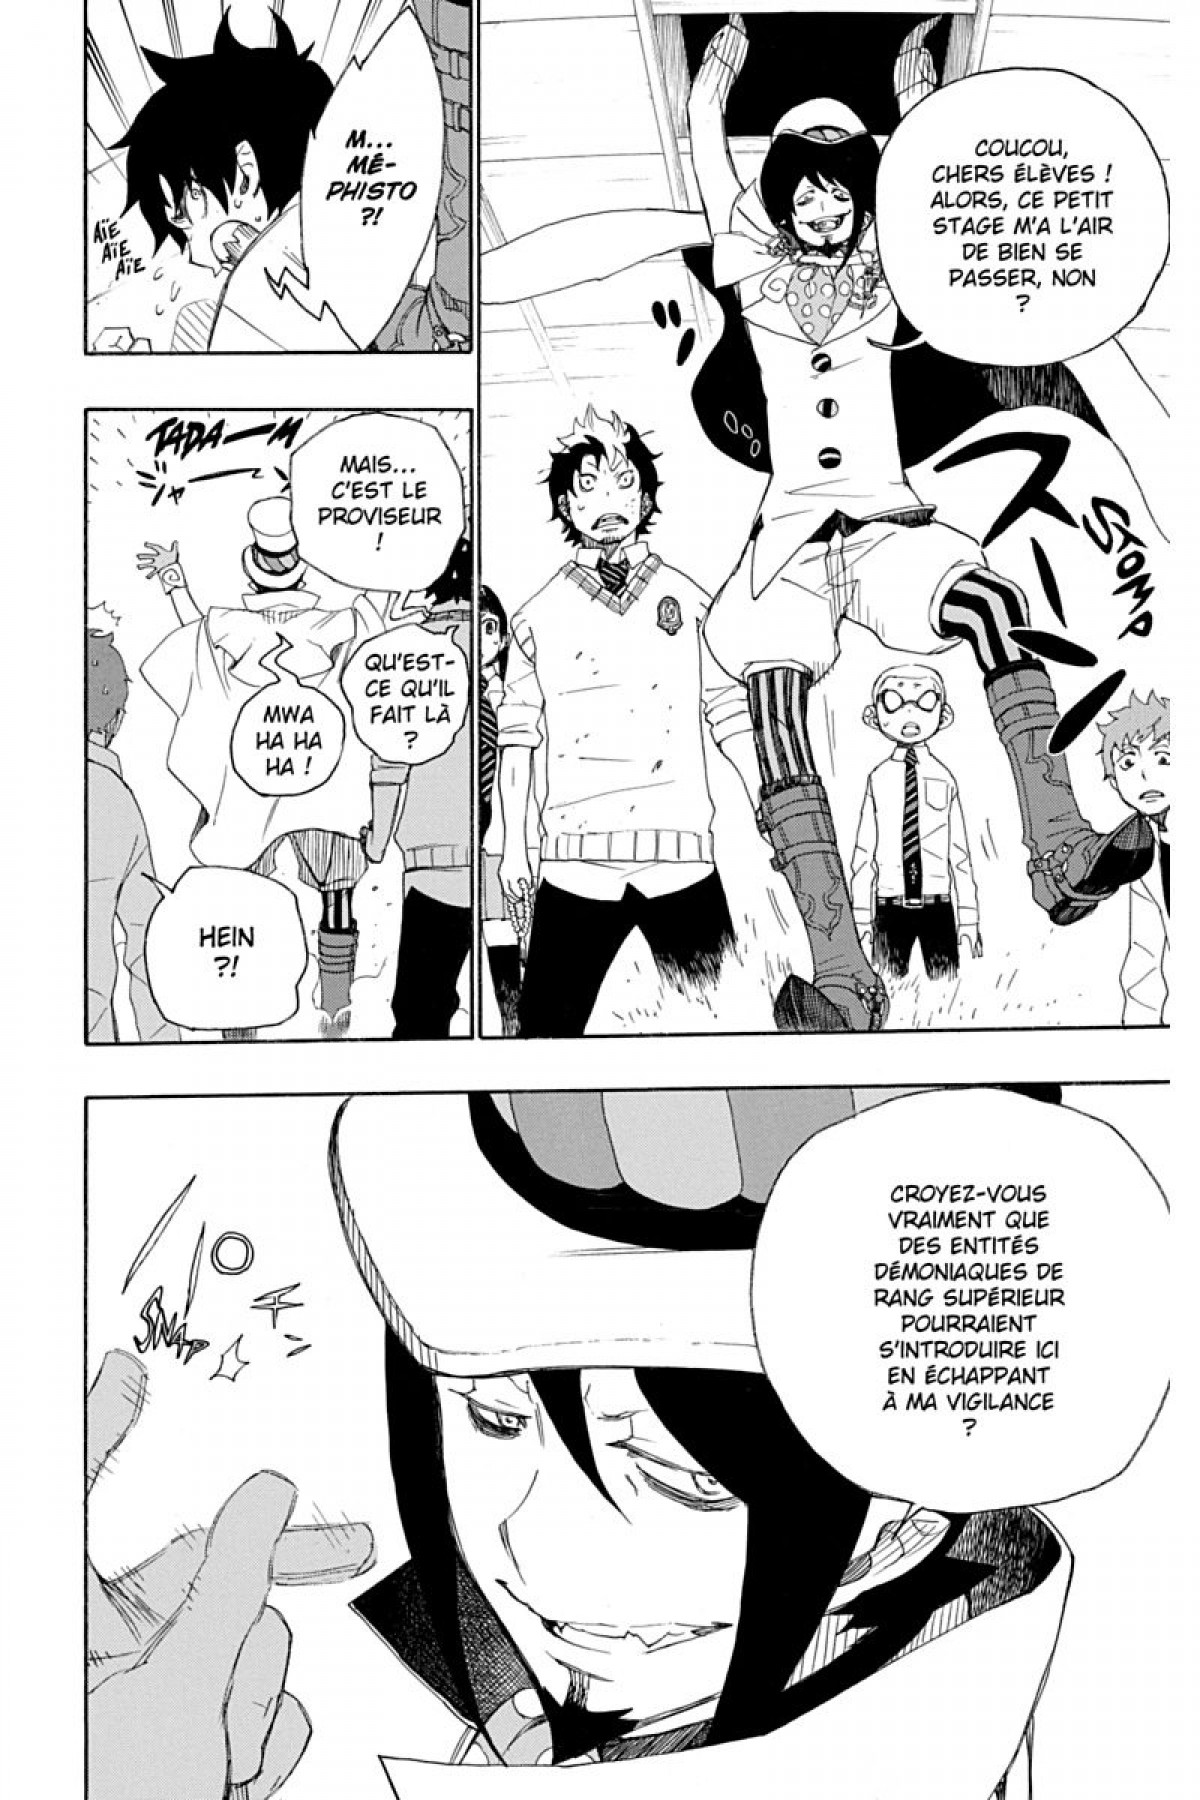 COUCOU,
CHERS ÉLÈVES !
ALORS, CE PETIT
STAGE M'A L'AIR
DE BIEN SE
PASSER, NON
?
ス
STOMP
M...
MÉ-
PHISTO
?!
AÏE
AÏE
AÏE
TADA—M
MAIS...
C'EST LE
PROVISEUR
!
QU'EST-
CE QU'IL
FAIT LÀ
?
MWA
HA HA
HA !
HEIN
?!
CROYEZ-VOUS
VRAIMENT QUE
DES ENTITÉS
DÉMONIAQUES DE
RANG SUPÉRIEUR
POURRAIENT
S'INTRODUIRE ICI
EN ÉCHAPPANT
À MA VIGILANCE
?
SNAP